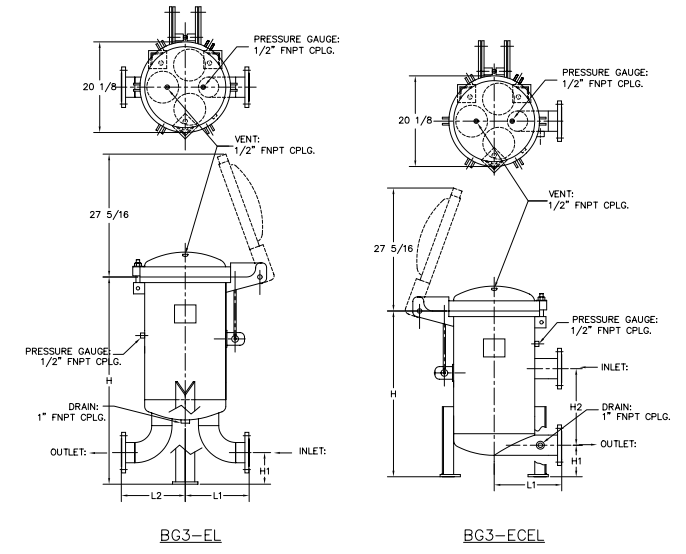 PRESSURE GAUGE:
1/2" FNPT CPLG.
20 1/8
VENT:
1/2" FNPT CPLG.
27 5/16
PRESSURE GAUGE:
1/2" FNPT CPLG.
H
DRAIN:
1" FNPT CPLG.
OUTLET:
INLET:
H1
L2
L1
BG3-EL
PRESSURE GAUGE:
1/2" FNPT CPLG.
20 1/8
VENT:
1/2" FNPT CPLG.
27 5/16
PRESSURE GAUGE:
1/2" FNPT CPLG.
INLET:
H
H2
DRAIN:
1" FNPT CPLG.
OUTLET:
H1
L1
BG3-ECEL